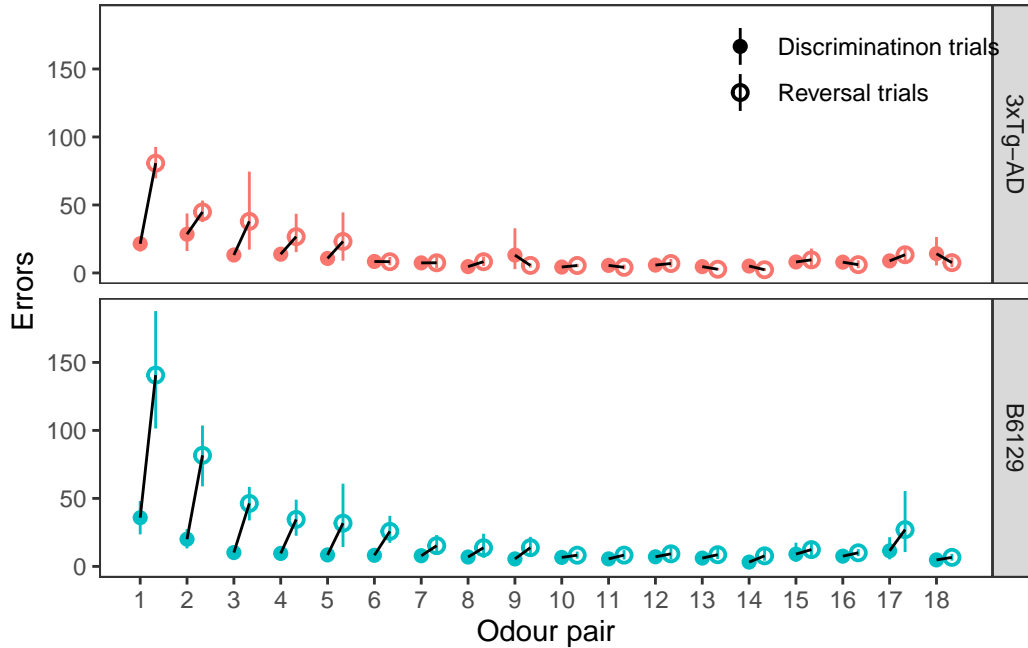 Discriminatinon trials
Reversal trials
150
100
50
0
3xTg−AD
Errors
150
100
50
0
B6129
1 2 3 4 5 6 7 8 9 10 11 12 13 14 15 16 17 18
Odour pair